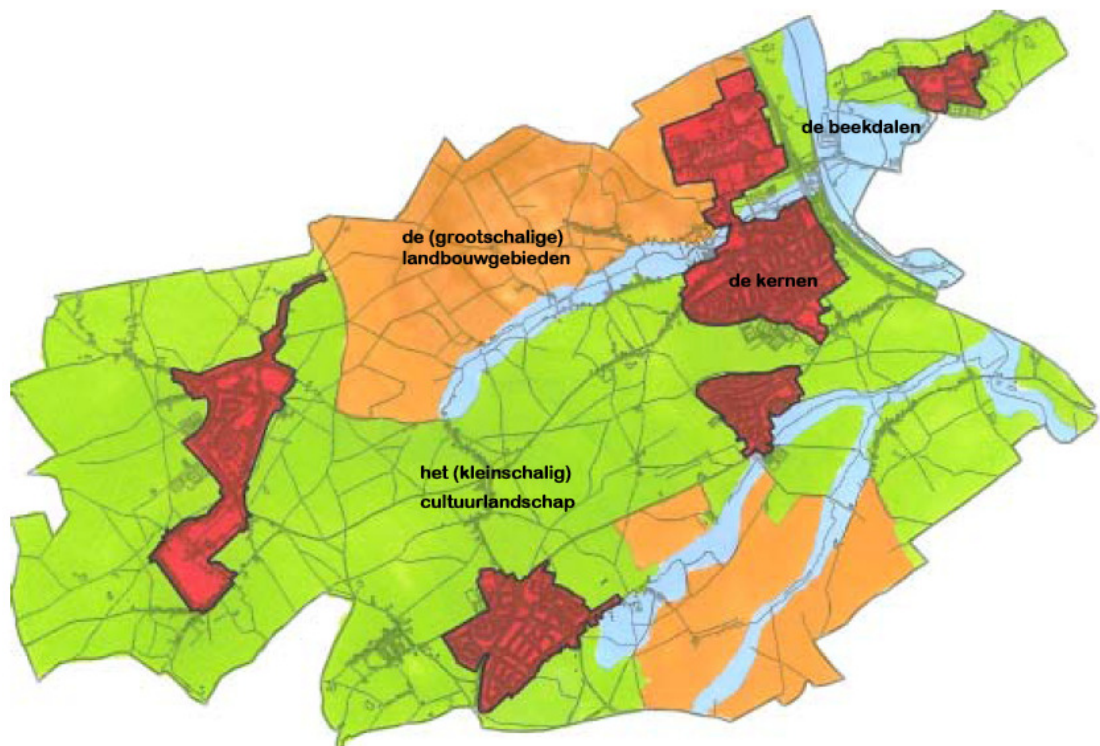 de beekdalen
de (grootschalige)
landbouwgebieden
de kernen
het (kleinschalig)
cultuurlandschap